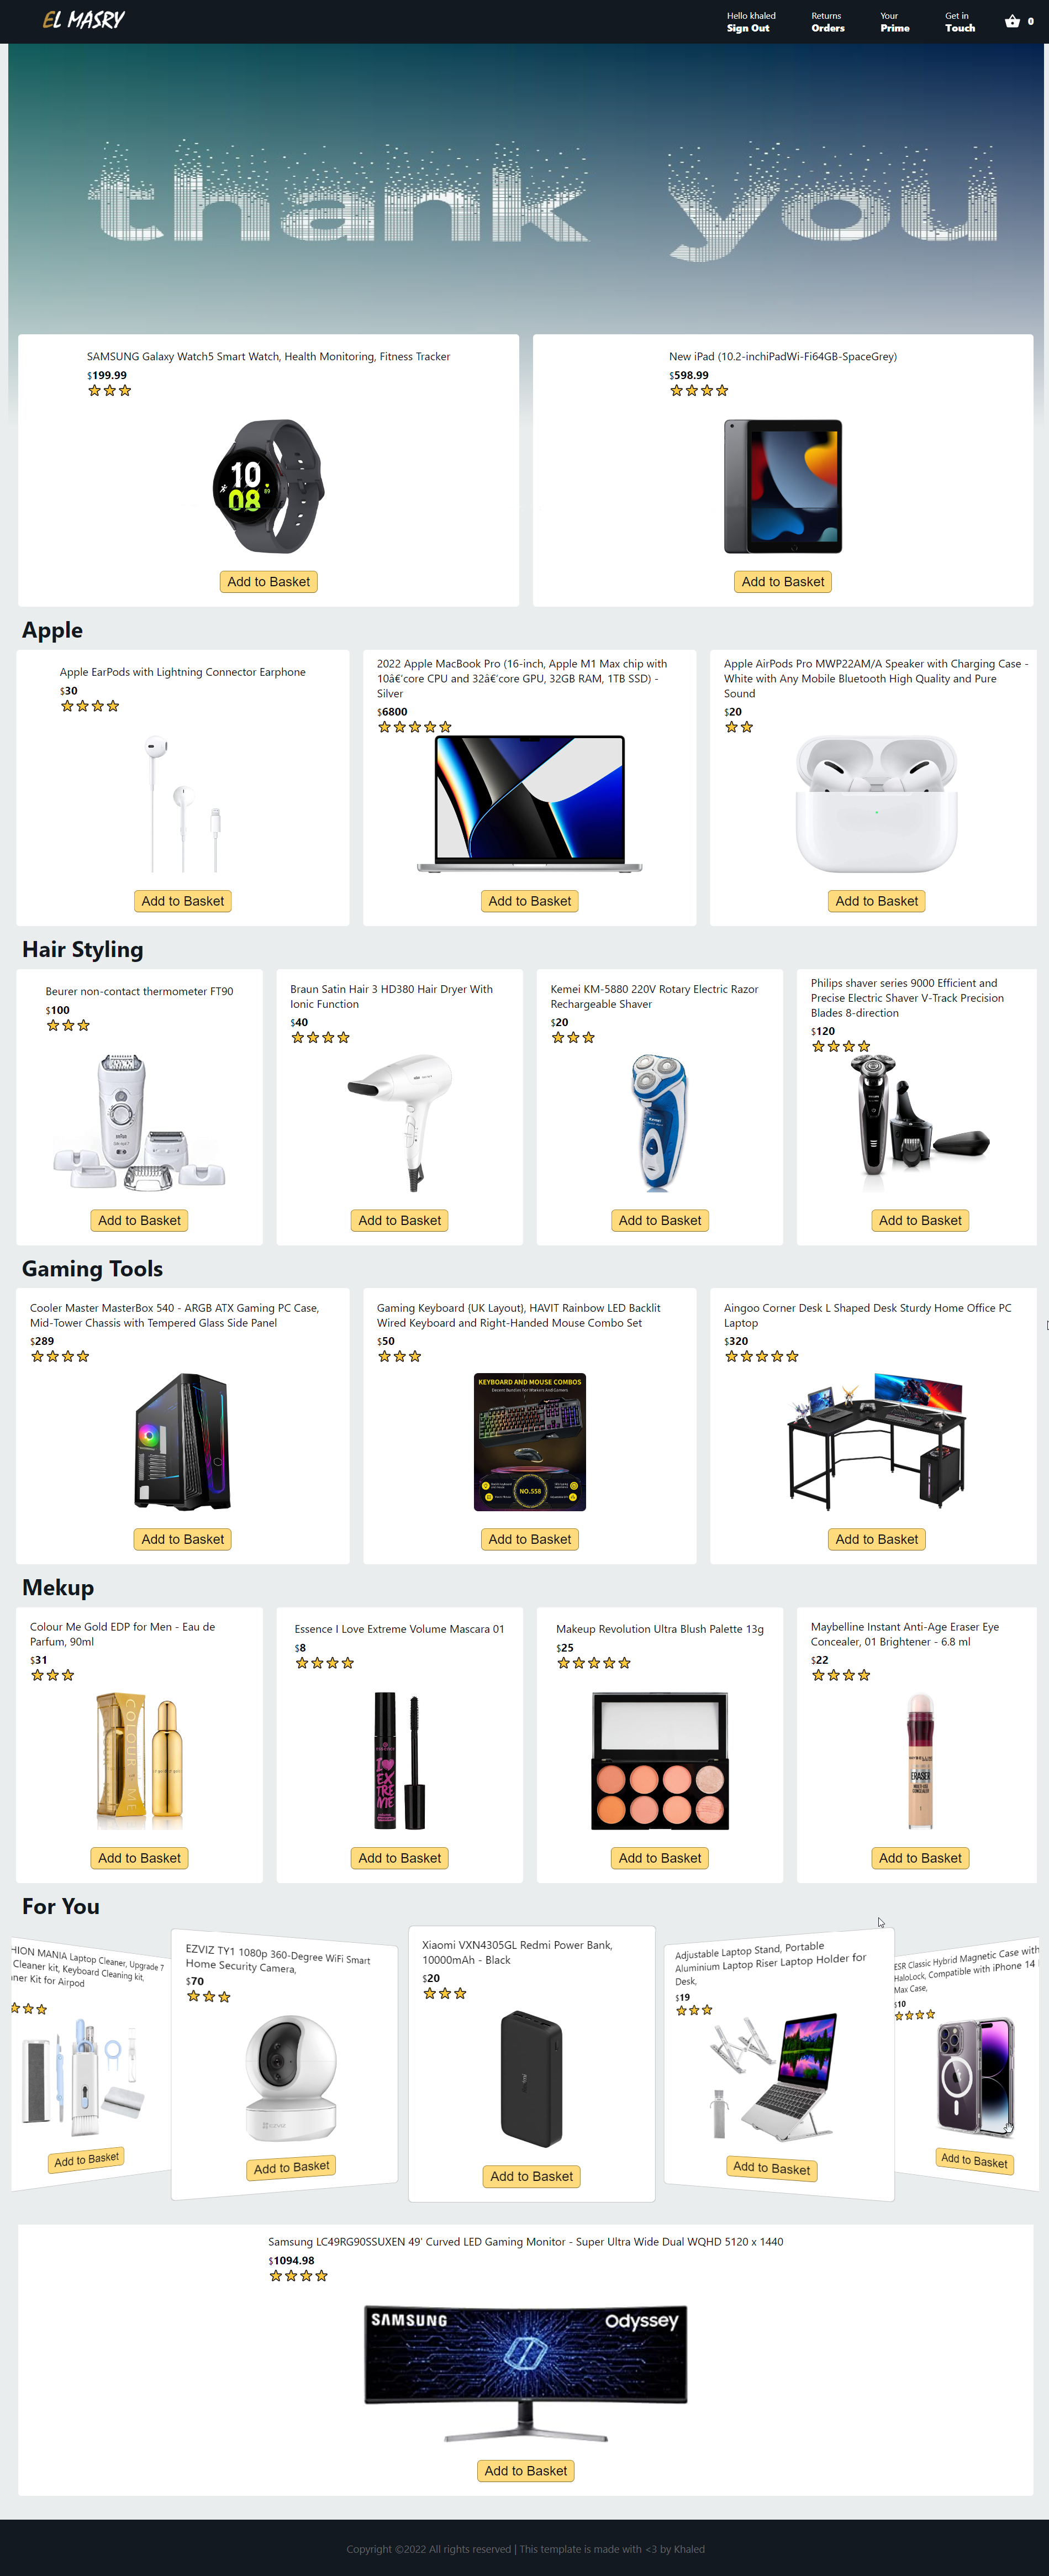 EL MASRY
Hello khaled
Sign Out
Returns
Orders
Your
Prime
Get in
Touch
0
thank you
SAMSUNG Galaxy Watch5 Smart Watch, Health Monitoring, Fitness Tracker
$199.99
10
08
Add to Basket
New iPad (10.2-inchiPadWi-Fi64GB-SpaceGrey)
$598.99
Add to Basket
Apple
Apple EarPods with Lightning Connector Earphone
$30
Add to Basket
2022 Apple MacBook Pro (16-inch, Apple M1 Max chip with
10â€‘core CPU and 32â€‘core GPU, 32GB RAM, 1TB SSD) -
Silver
$6800
Add to Basket
Apple AirPods Pro MWP22AM/A Speaker with Charging Case -
White with Any Mobile Bluetooth High Quality and Pure
Sound
$20
Add to Basket
Hair Styling
Beurer non-contact thermometer FT90
$100
Add to Basket
Braun Satin Hair 3 HD380 Hair Dryer With
Ionic Function
$40
Add to Basket
Kemei KM-5880 220V Rotary Electric Razor
Rechargeable Shaver
$20
Add to Basket
Philips shaver series 9000 Efficient and
Precise Electric Shaver V-Track Precision
Blades 8-direction
$120
Add to Basket
Gaming Tools
Cooler Master MasterBox 540 - ARGB ATX Gaming PC Case,
Mid-Tower Chassis with Tempered Glass Side Panel
$289
Add to Basket
Gaming Keyboard {UK Layout}, HAVIT Rainbow LED Backlit
Wired Keyboard and Right-Handed Mouse Combo Set
$50
KEYBOARD AND MOUSE COMBOS
Decent Bundles for Workers And Gamers
NO.558
Add to Basket
Aingoo Corner Desk L Shaped Desk Sturdy Home Office PC
Laptop
$320
Add to Basket
Mekup
Colour Me Gold EDP for Men - Eau de
Parfum, 90ml
$31
COLOUR ME
Add to Basket
Essence I Love Extreme Volume Mascara 01
$8
I ♥
EX
TRE
ME
Add to Basket
Makeup Revolution Ultra Blush Palette 13g
$25
Add to Basket
Maybelline Instant Anti-Age Eraser Eye
Concealer, 01 Brightener - 6.8 ml
$22
ERASER
Add to Basket
For You
HION MANIA Laptop Cleaner, Upgrade 7
Cleaner kit, Keyboard Cleaning kit,
ner Kit for Airpod
Add to Basket
EZVIZ TY1 1080p 360-Degree WiFi Smart
Home Security Camera,
$70
EZVIZ
Add to Basket
Xiaomi VXN4305GL Redmi Power Bank,
10000mAh - Black
$20
Add to Basket
Adjustable Laptop Stand, Portable
Aluminium Laptop Riser Laptop Holder for
Desk,
$19
Add to Basket
ESR Classic Hybrid Magnetic Case with
HaloLock, Compatible with iPhone 14
Max Case,
$10
Add to Basket
Samsung LC49RG90SSUXEN 49' Curved LED Gaming Monitor - Super Ultra Wide Dual WQHD 5120 x 1440
$1094.98
SAMSUNG
Odyssey
Add to Basket
Copyright ©2022 All rights reserved | This template is made with <3 by Khaled